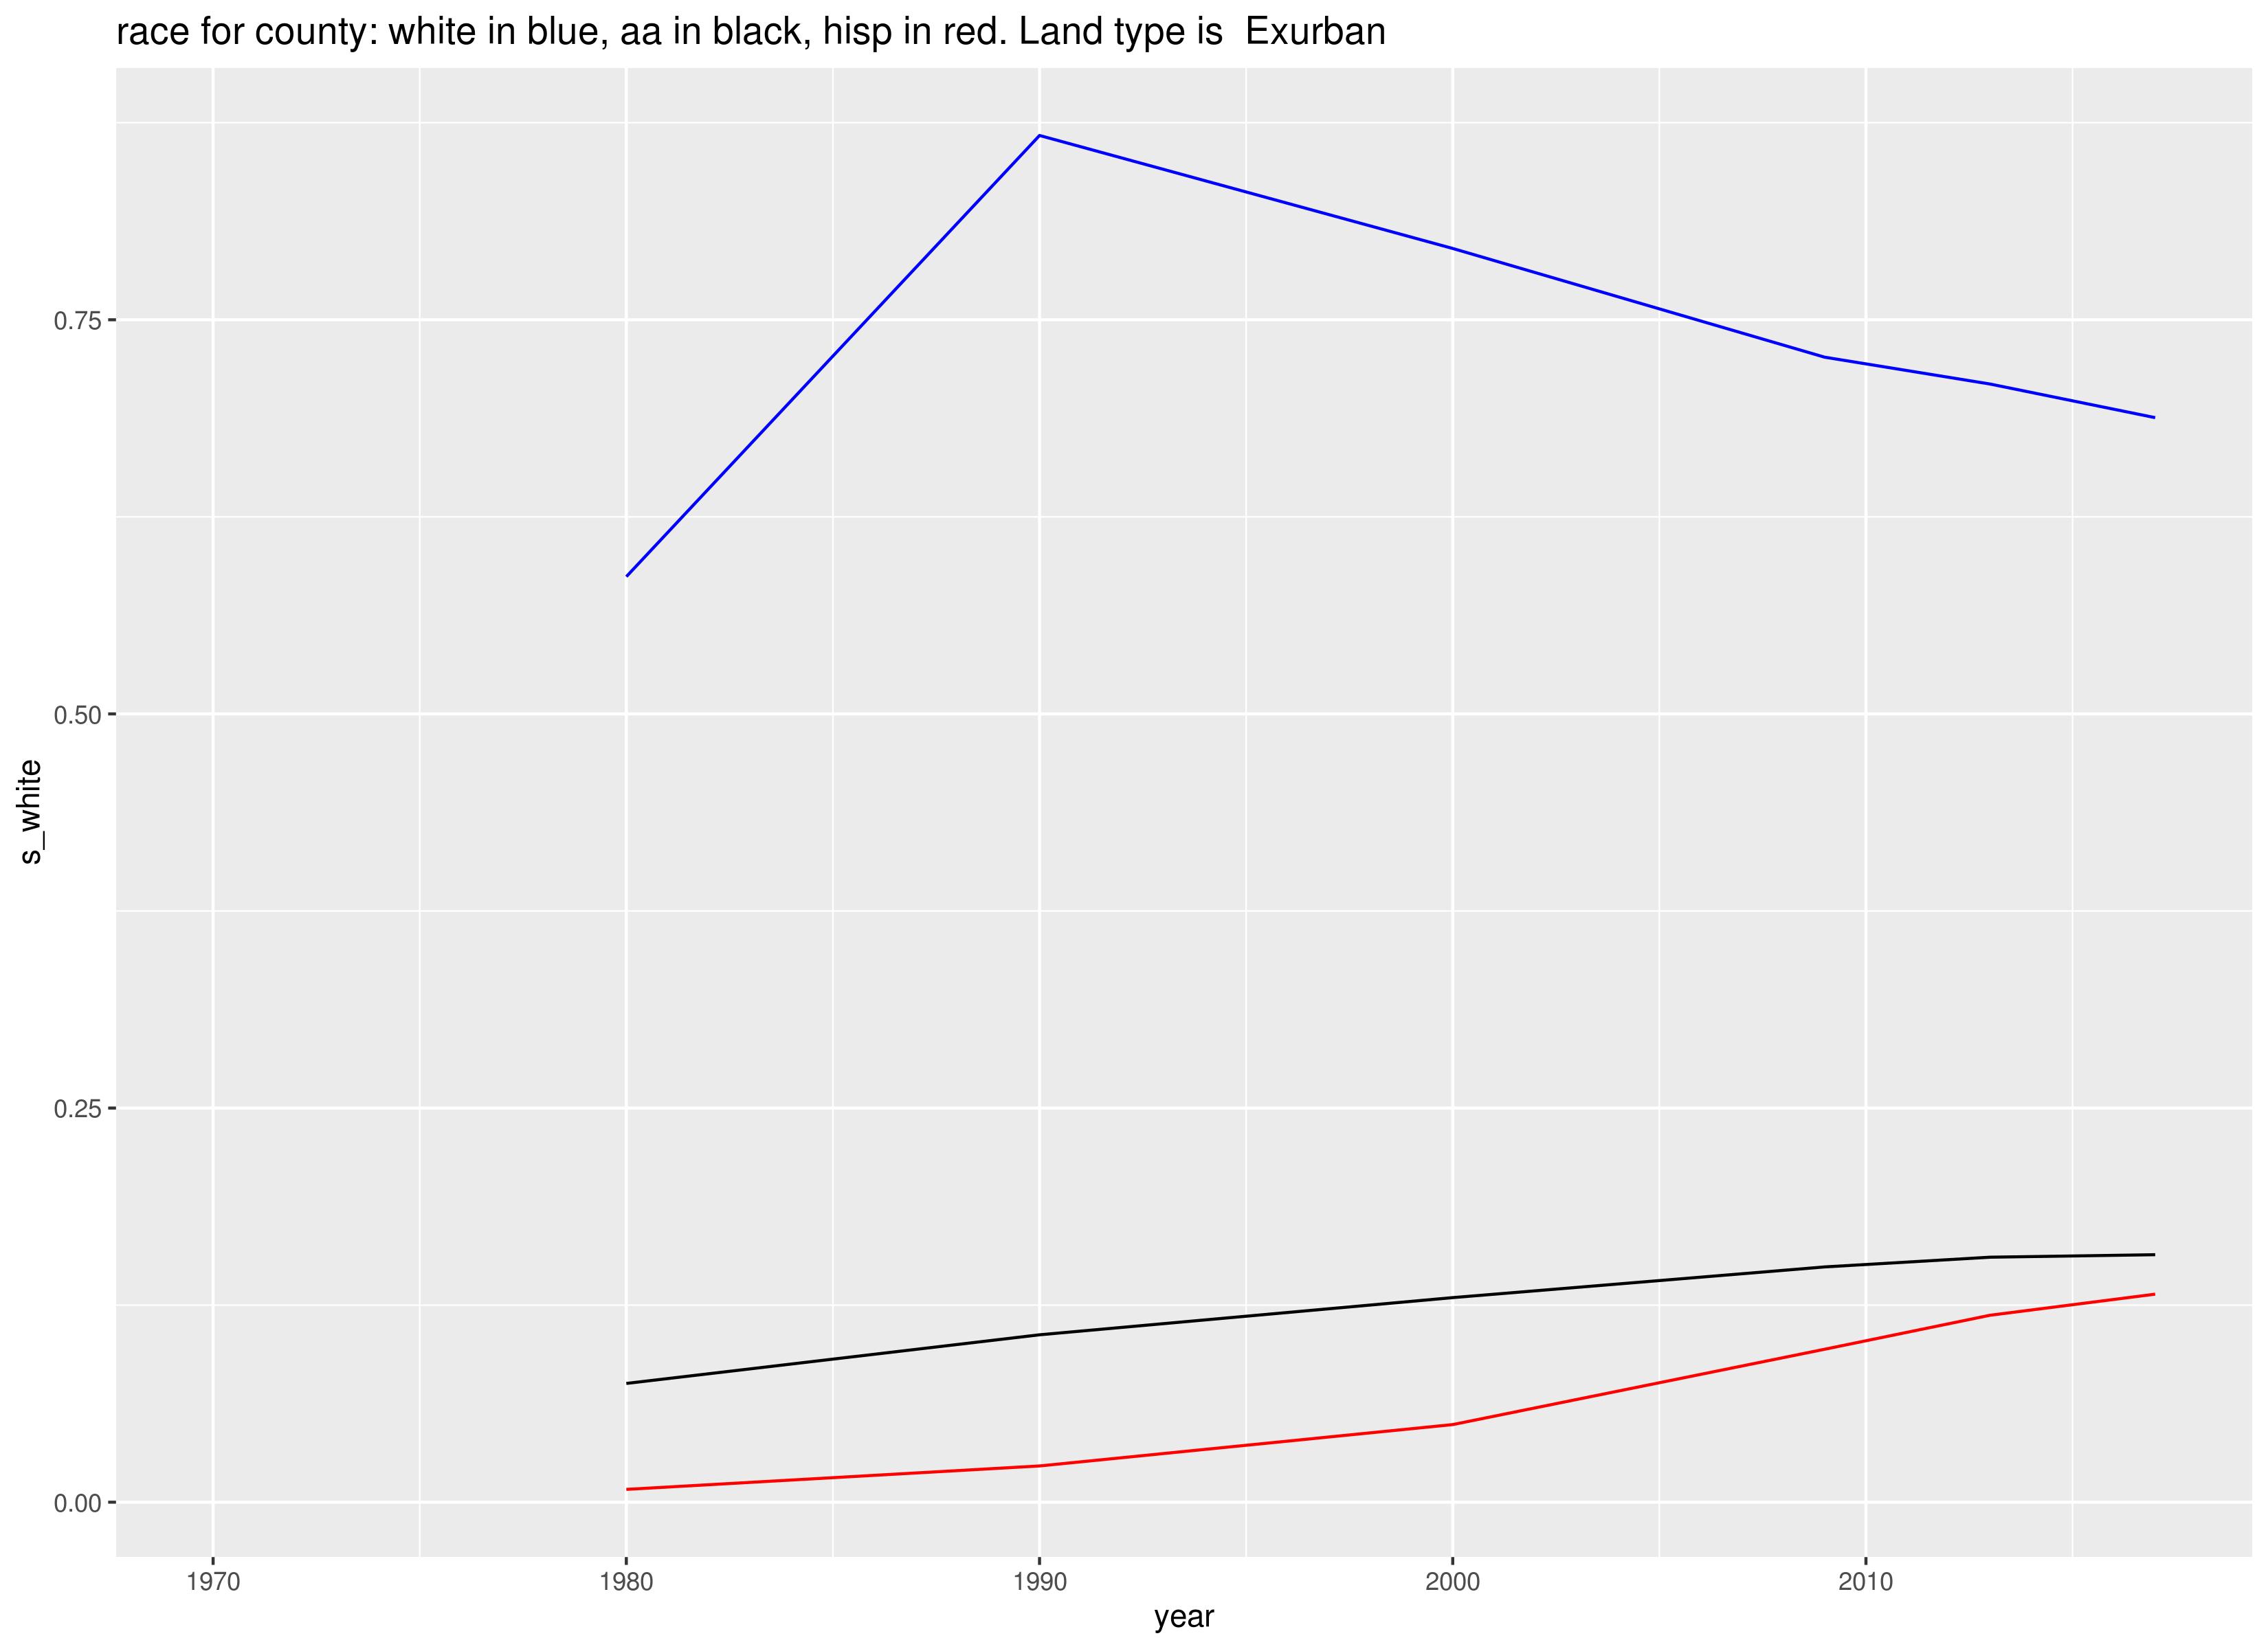 race for county: white in blue, aa in black, hisp in red. Land type is  Exurban
s_white
0.75
0.50
0.25
0.00
1970 1980 1990 2000 2010
year